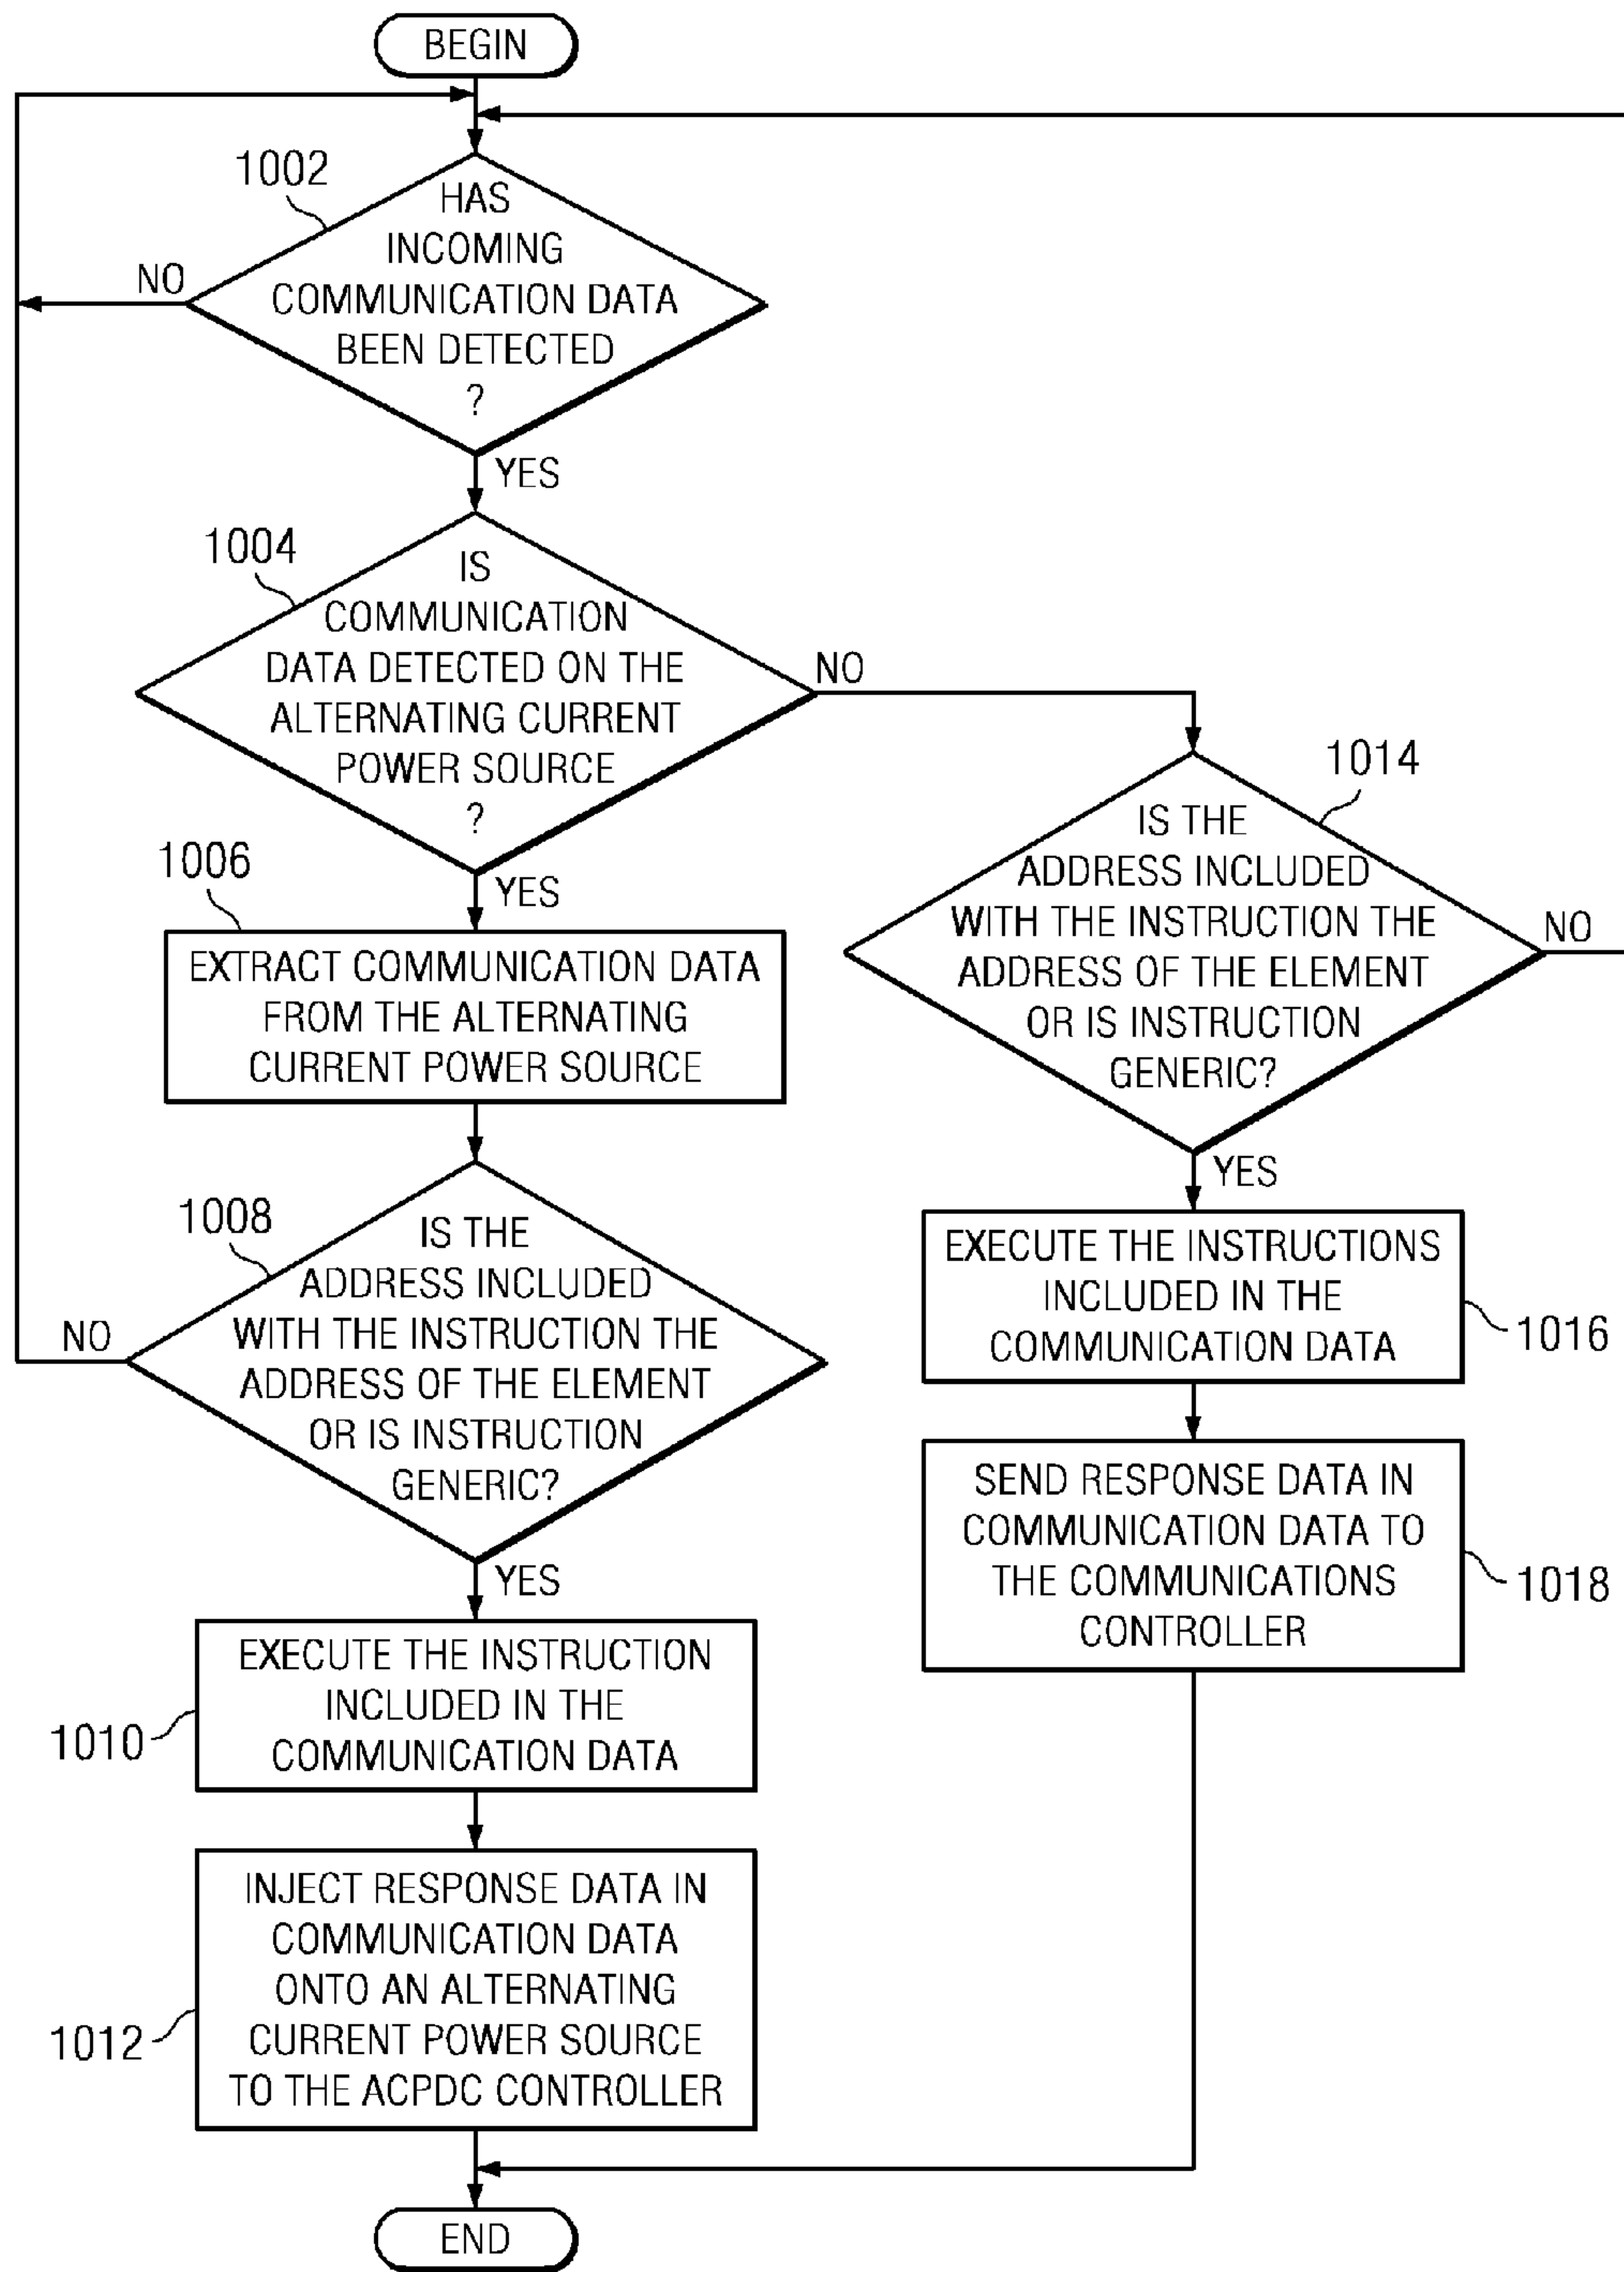 BEGIN
1002
HAS
INCOMING
COMMUNICATION DATA
BEEN DETECTED
?
NO
YES
1004
IS
COMMUNICATION
DATA DETECTED ON THE
ALTERNATING CURRENT
POWER SOURCE
?
NO
YES
1006
EXTRACT COMMUNICATION DATA
FROM THE ALTERNATING
CURRENT POWER SOURCE
1008
IS THE
ADDRESS INCLUDED
WITH THE INSTRUCTION THE
ADDRESS OF THE ELEMENT
OR IS INSTRUCTION
GENERIC?
NO
YES
1010
EXECUTE THE INSTRUCTION
INCLUDED IN THE
COMMUNICATION DATA
1012
INJECT RESPONSE DATA IN
COMMUNICATION DATA
ONTO AN ALTERNATING
CURRENT POWER SOURCE
TO THE ACPDC CONTROLLER
1014
IS THE
ADDRESS INCLUDED
WITH THE INSTRUCTION THE
ADDRESS OF THE ELEMENT
OR IS INSTRUCTION
GENERIC?
NO
YES
EXECUTE THE INSTRUCTIONS
INCLUDED IN THE
COMMUNICATION DATA
1016
SEND RESPONSE DATA IN
COMMUNICATION DATA TO
THE COMMUNICATIONS
CONTROLLER
1018
END